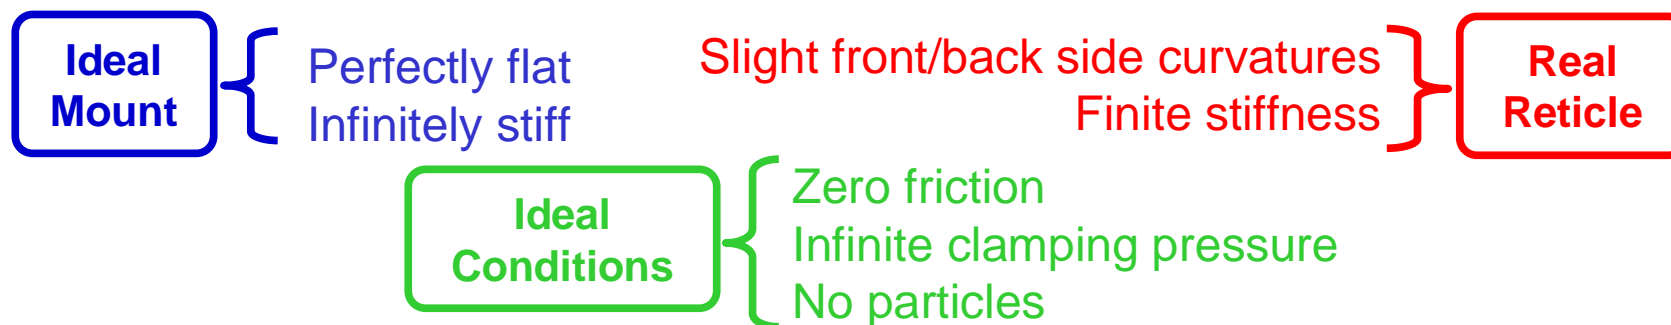 Ideal
Mount
Perfectly flat
Infinitely stiff
Slight front/back side curvatures
Finite stiffness
Real
Reticle
Ideal
Conditions
Zero friction
Infinite clamping pressure
No particles